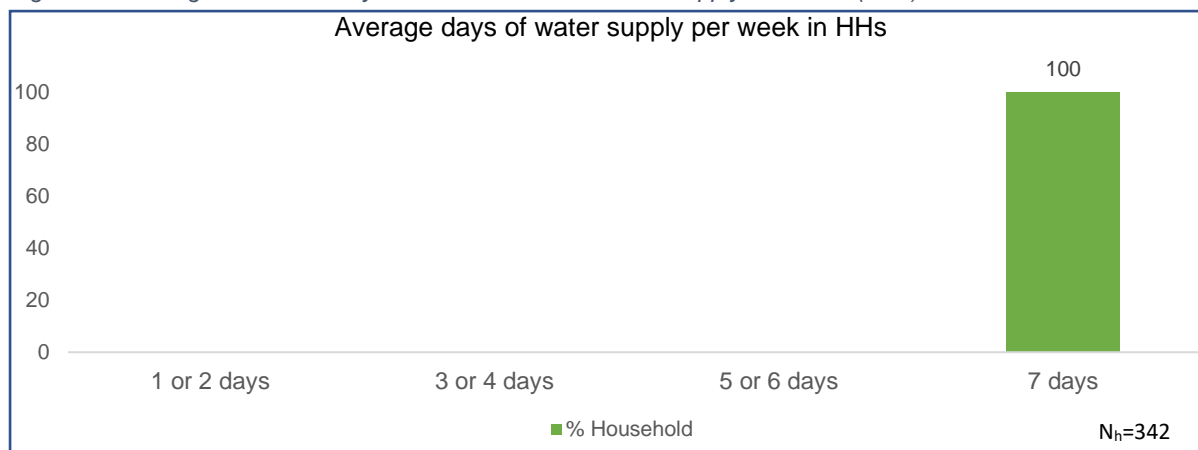 Average days of water supply per week in HHs
100
100
80
60
40
20
0
1 or 2 days
3 or 4 days
5 or 6 days
7 days
% Household
Nₕ=342